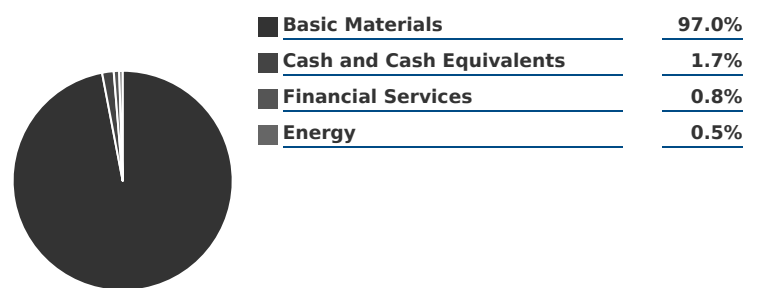 Basic Materials 97.0%
Cash and Cash Equivalents 1.7%
Financial Services 0.8%
Energy 0.5%